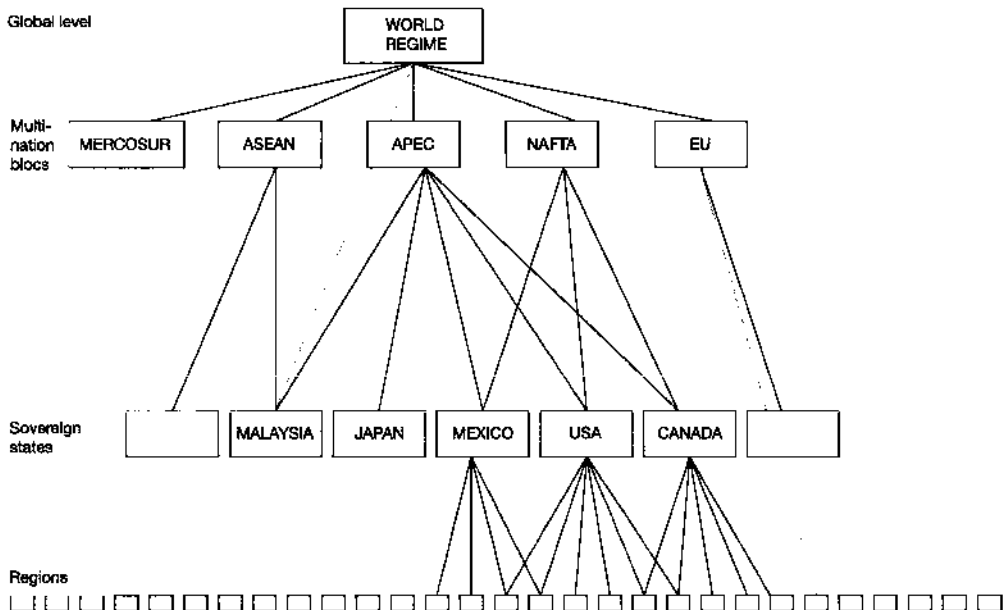 Global level
WORLD
REGIME
Multi-
nation
blocs
MERCOSUR
ASEAN
APEC
NAFTA
EU
Sovereign
states
MALAYSIA
JAPAN
MEXICO
USA
CANADA
Regions